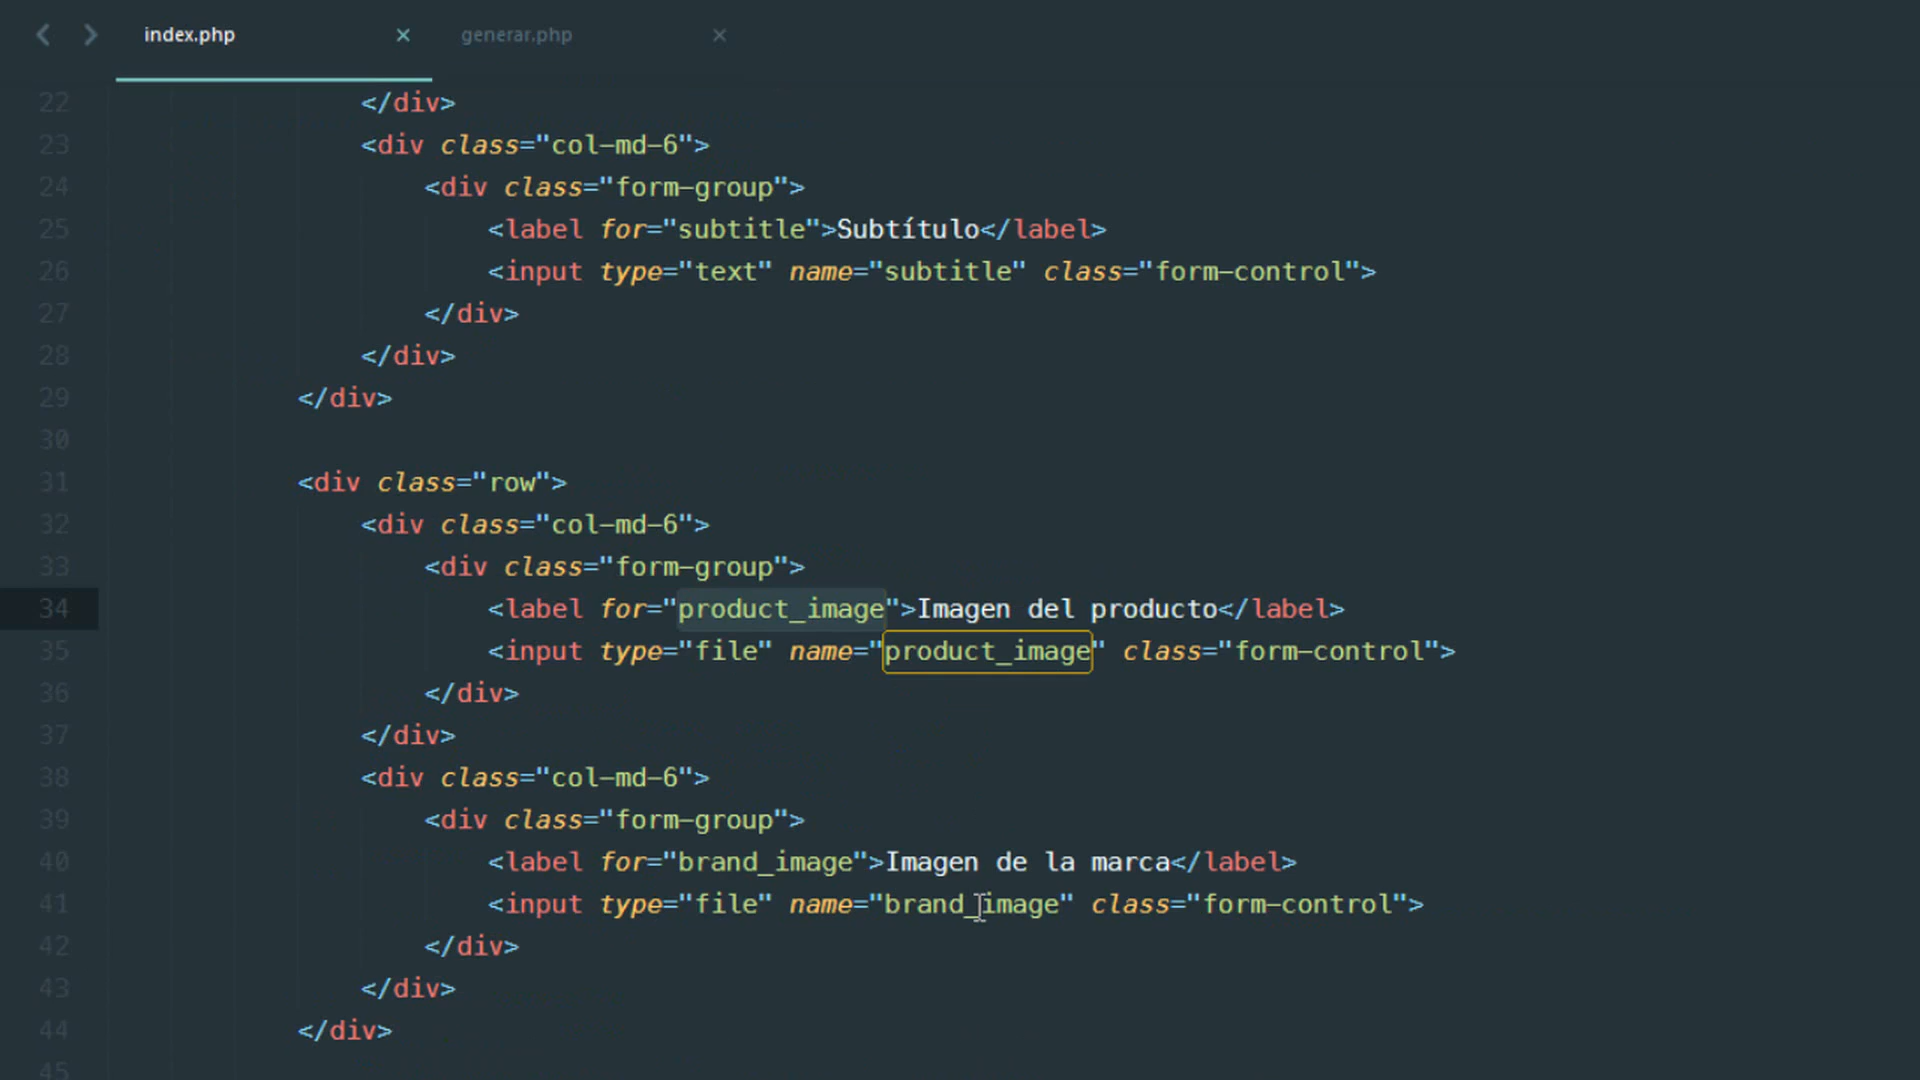 index.php × generar.php ×
22 </div>
23 <div class="col-md-6">
24 <div class="form-group">
25 <label for="subtitle">Subtítulo</label>
26 <input type="text" name="subtitle" class="form-control">
27 </div>
28 </div>
29 </div>
30
31 <div class="row">
32 <div class="col-md-6">
33 <div class="form-group">
34 <label for="product_image">Imagen del producto</label>
35 <input type="file" name="product_image" class="form-control">
36 </div>
37 </div>
38 <div class="col-md-6">
39 <div class="form-group">
40 <label for="brand_image">Imagen de la marca</label>
41 <input type="file" name="brand_image" class="form-control">
42 </div>
43 </div>
44 </div>
45